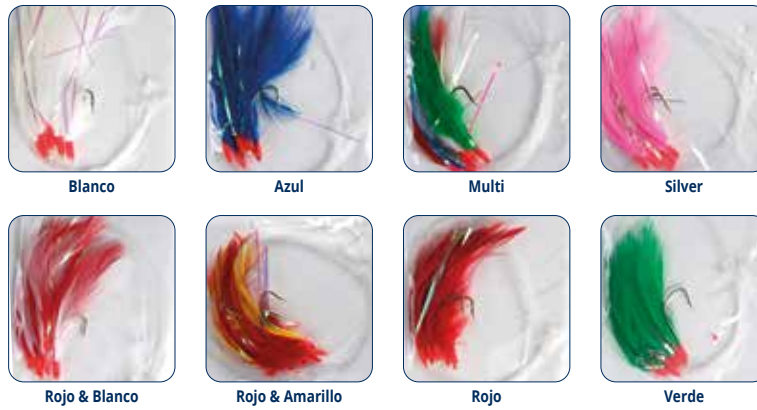 Blanco
Azul
Multi
Silver
Rojo & Blanco
Rojo & Amarillo
Rojo
Verde